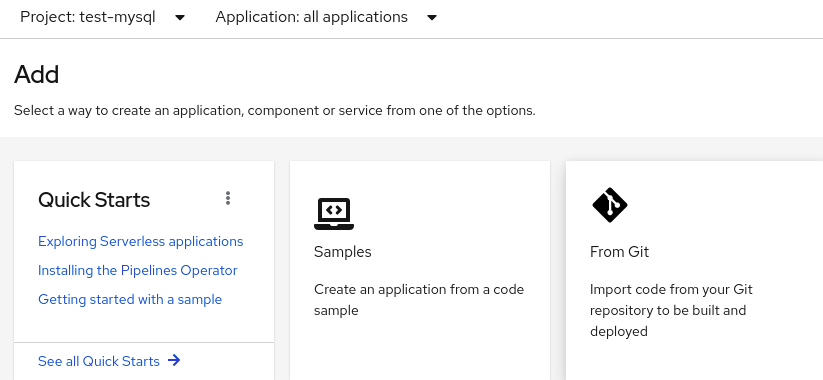 Project: test-mysql Application: all applications
Add
Select a way to create an application, component or service from one of the options.
Quick Starts
Exploring Serverless applications
Installing the Pipelines Operator
Getting started with a sample
See all Quick Starts
Samples
Create an application from a code
sample
From Git
Import code from your Git
repository to be built and
deployed